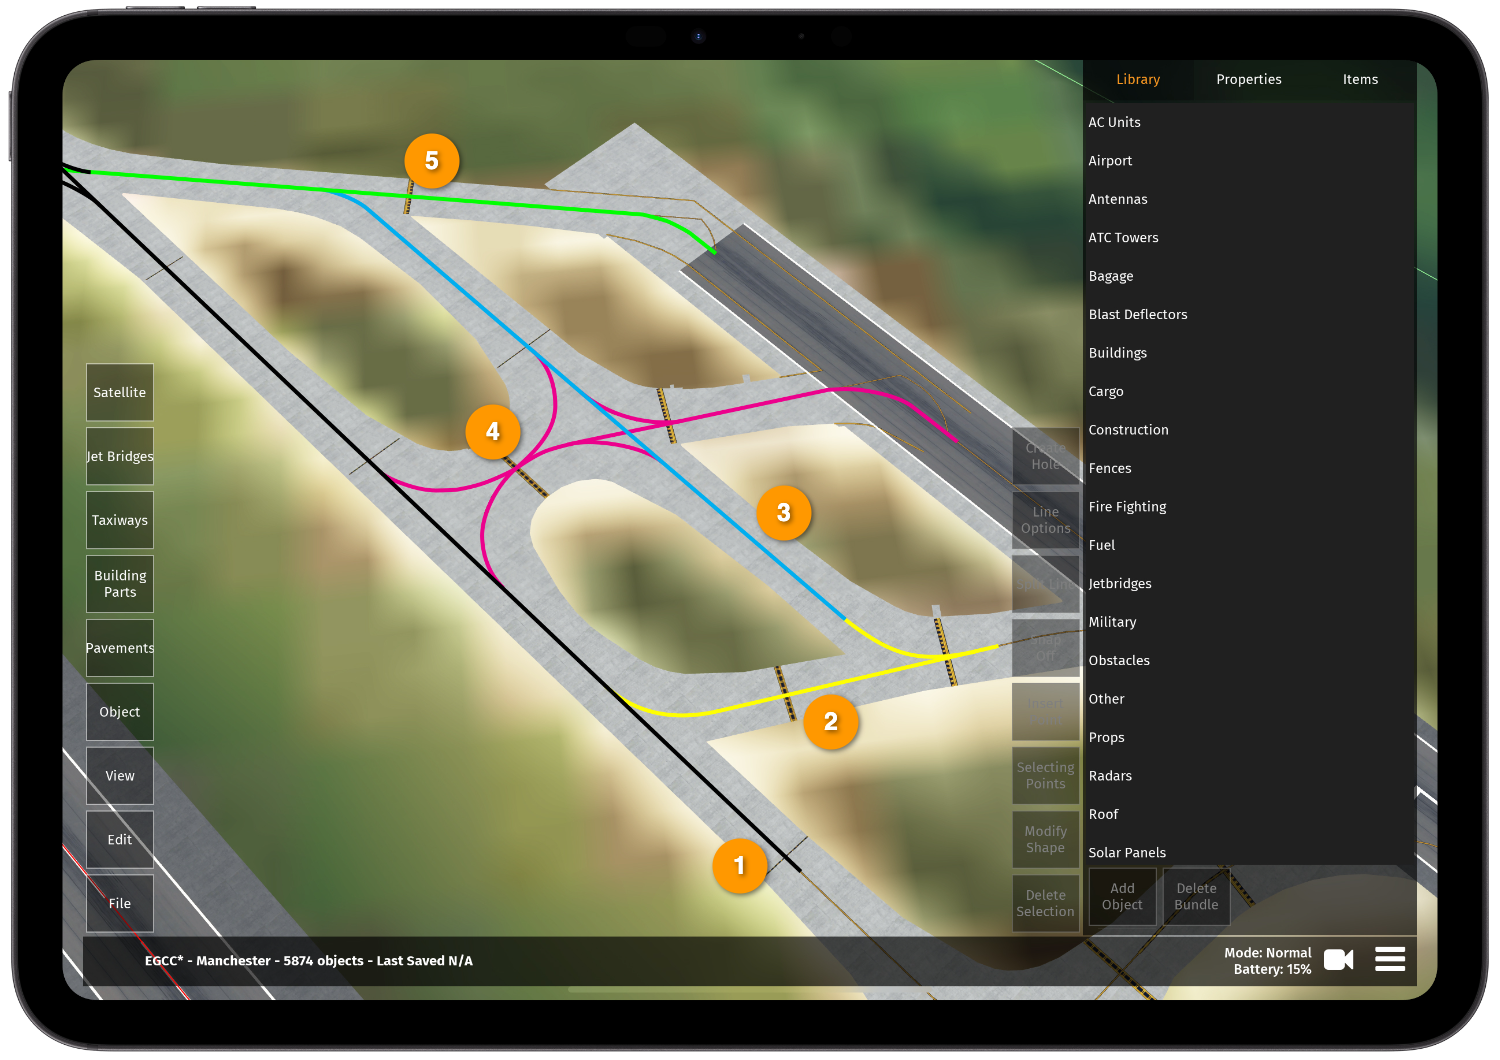 Library
Properties
Items
AC Units
Airport
Antennas
ATC Towers
Bagage
Blast Deflectors
Buildings
Cargo
Construction
Fences
Fire Fighting
Fuel
Jetbridges
Military
Obstacles
Other
Props
Radars
Roof
Solar Panels
Add
Object
Delete
Bundle
5
4
3
2
1
Satellite
Jet Bridges
Taxiways
Building
Parts
Pavements
Object
View
Edit
File
Create
Hole
Line
Options
Selecting
Points
Modify
Shape
Delete
Selection
EGCC* - Manchester - 5874 objects - Last Saved N/A
Mode: Normal
Battery: 15%